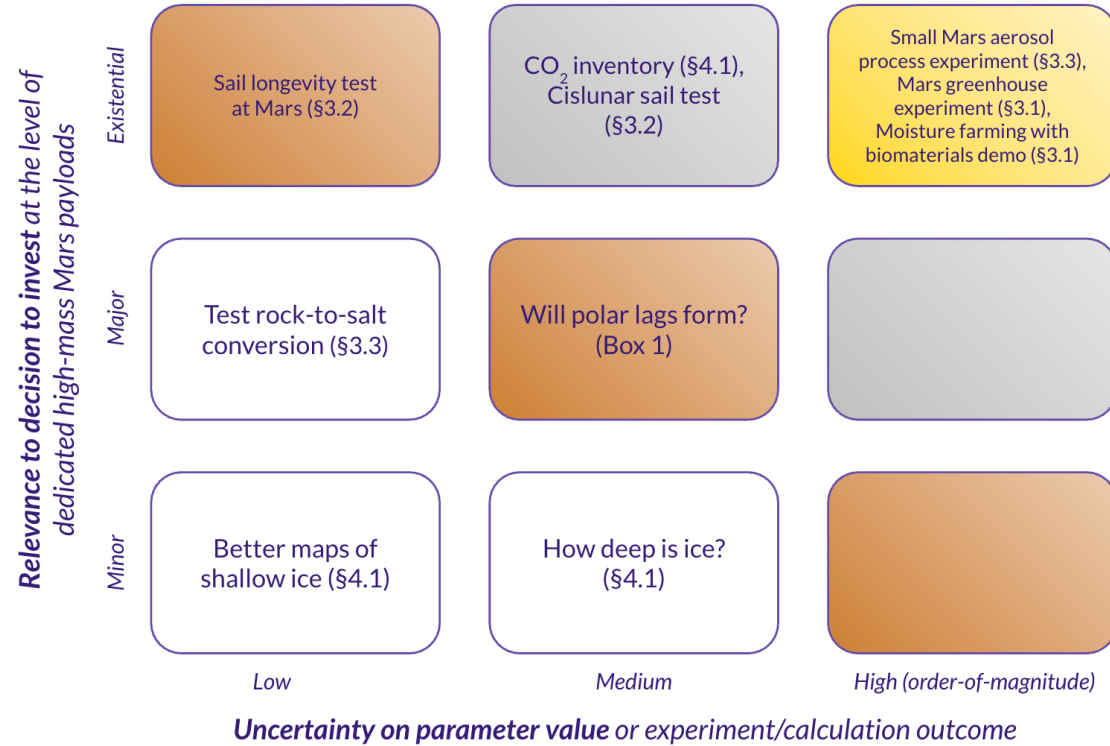 Relevance to decision to invest at the level of
dedicated high-mass Mars payloads
Existential
Sail longevity test
at Mars (§3.2)
CO2 inventory (§4.1),
Cislunar sail test
(§3.2)
Small Mars aerosol
process experiment (§3.3),
Mars greenhouse
experiment (§3.1),
Moisture farming with
biomaterials demo (§3.1)
Major
Test rock-to-salt
conversion (§3.3)
Will polar lags form?
(Box 1)
Minor
Better maps of
shallow ice (§4.1)
How deep is ice?
(§4.1)
Low
Medium
High (order-of-magnitude)
Uncertainty on parameter value or experiment/calculation outcome